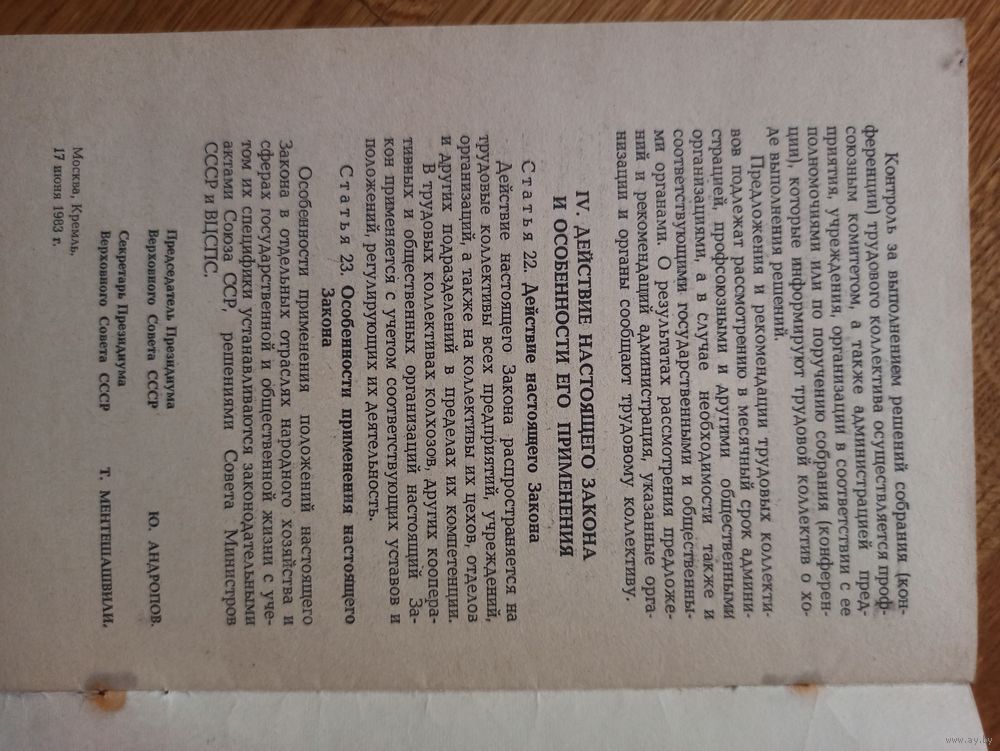 Контроль за выполнением решений собрания (кон-
ференции) трудового коллектива осуществляется проф-
союзным комитетом, а также администрацией пред-
приятия, учреждения, организации в соответствии с ее
полномочиями или по поручению собрания (конферен-
ции), которые информируют трудовой коллектив о хо-
де выполнения решений.
Предложения и рекомендации трудовых коллекти-
вов подлежат рассмотрению в месячный срок админи-
страцией, профсоюзными и другими общественными
организациями, а в случае необходимости также и
соответствующими государственными и общественны-
ми органами. О результатах рассмотрения предложе-
ний и рекомендаций администрация, указанные орга-
низации и органы сообщают трудовому коллективу.
IV. ДЕЙСТВИЕ НАСТОЯЩЕГО ЗАКОНА
И ОСОБЕННОСТИ ЕГО ПРИМЕНЕНИЯ
Статья 22. Действие настоящего Закона
Действие настоящего Закона распространяется на
трудовые коллективы всех предприятий, учреждений,
организаций, а также на коллективы их цехов, отделов
и других подразделений в пределах их компетенции.
В трудовых коллективах колхозов, других коопера-
тивных и общественных организаций настоящий За-
кон применяется с учетом соответствующих уставов и
положений, регулирующих их деятельность.
Статья 23. Особенности применения настоящего
Закона
Особенности применения положений настоящего
Закона в отдельных отраслях народного хозяйства и
сферах государственной и общественной жизни с уче-
том их специфики устанавливаются законодательными
актами Союза ССР, решениями Совета Министров
СССР и ВЦСПС.
Председатель Президиума
Верховного Совета СССР Ю. АНДРОПОВ.
Секретарь Президиума
Верховного Совета СССР Т. МЕНТЕШАШВИЛИ,
Москва, Кремль,
17 июня 1983 г.
www.ay.by